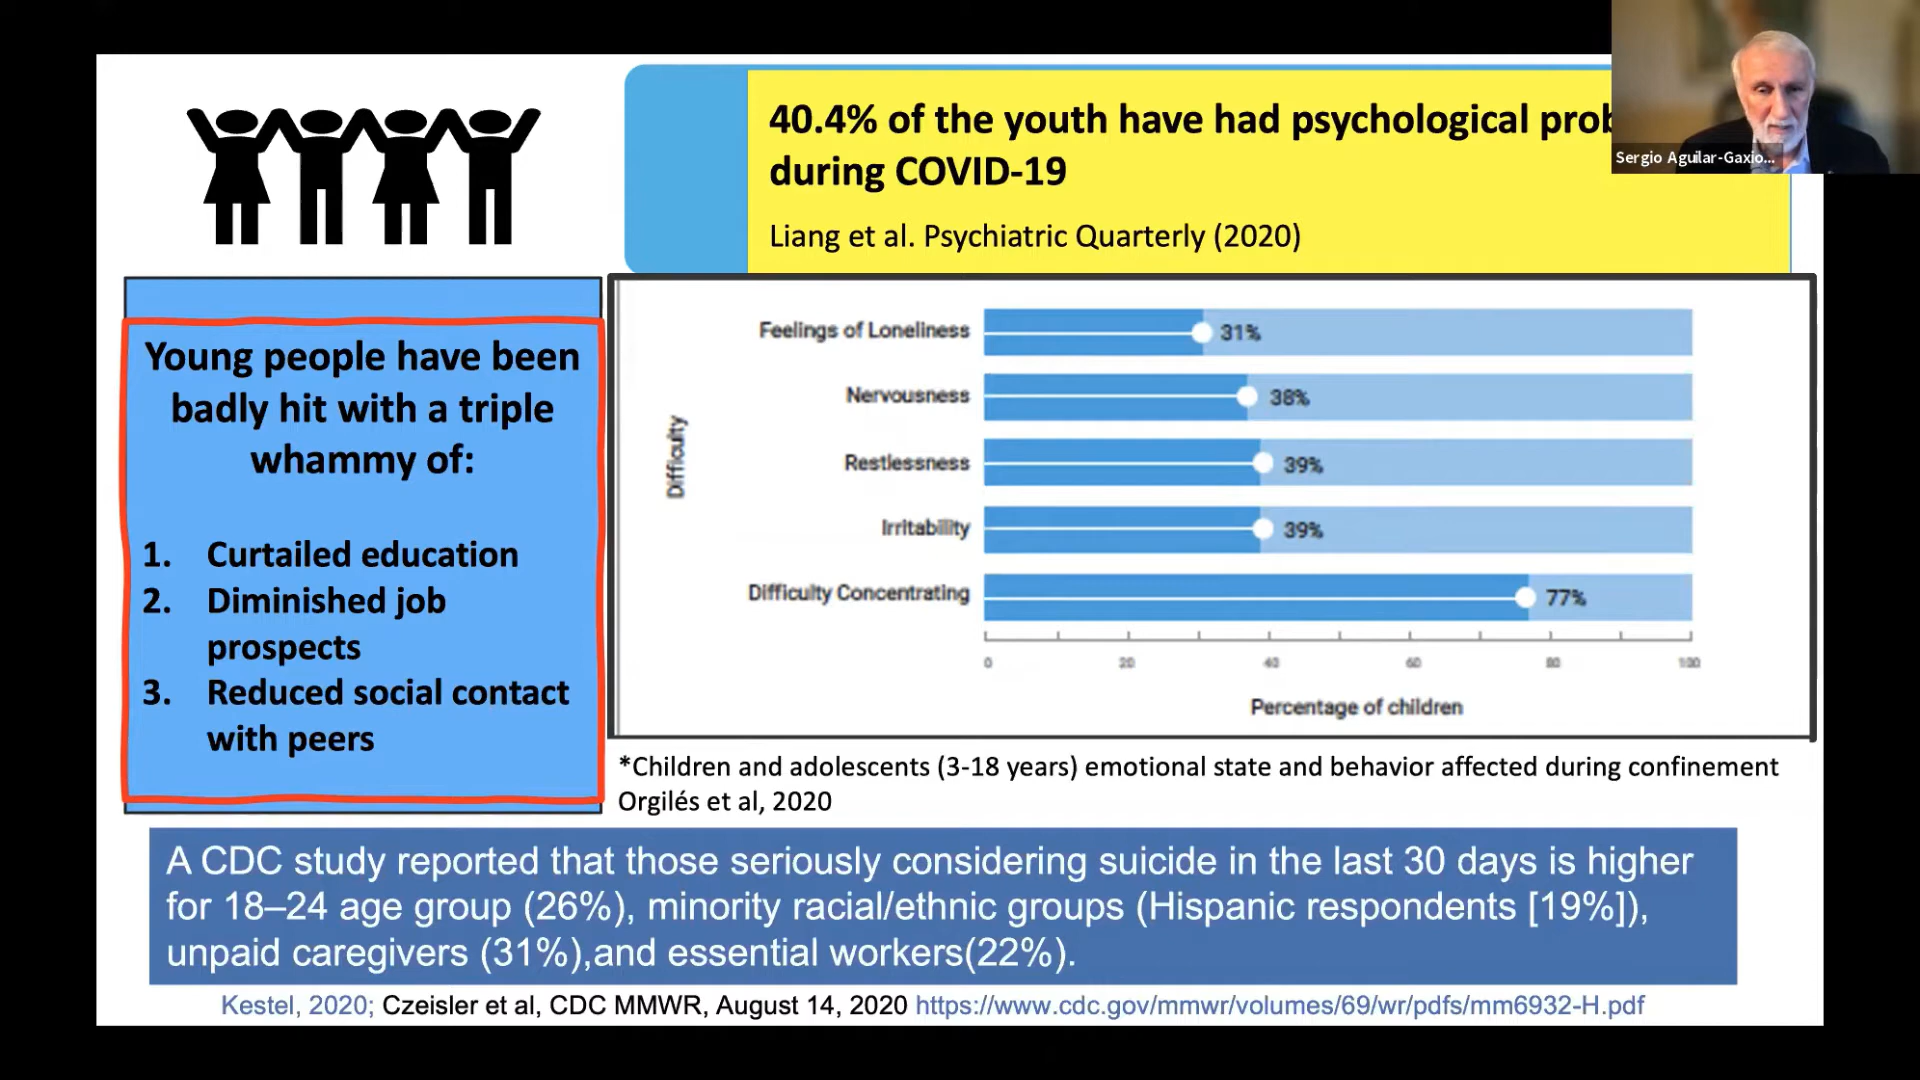 40.4% of the youth have had psychological
during COVID-19
Liang et al. Psychiatric Quarterly (2020)
Sergio Aguilar-Gaxio...
Young people have been
badly hit with a triple
whammy of:
1. Curtailed education
2. Diminished job
prospects
3. Reduced social contact
with peers
Difficulty
Feelings of Loneliness 31%
Nervousness 38%
Restlessness 39%
Irritability 39%
Difficulty Concentrating 77%
0 20 40 60 80 100
Percentage of children
*Children and adolescents (3-18 years) emotional state and behavior affected during confinement
Orgilés et al, 2020
A CDC study reported that those seriously considering suicide in the last 30 days is higher
for 18–24 age group (26%), minority racial/ethnic groups (Hispanic respondents [19%]),
unpaid caregivers (31%),and essential workers(22%).
Kestel, 2020; Czeisler et al, CDC MMWR, August 14, 2020 https://www.cdc.gov/mmwr/volumes/69/wr/pdfs/mm6932-H.pdf